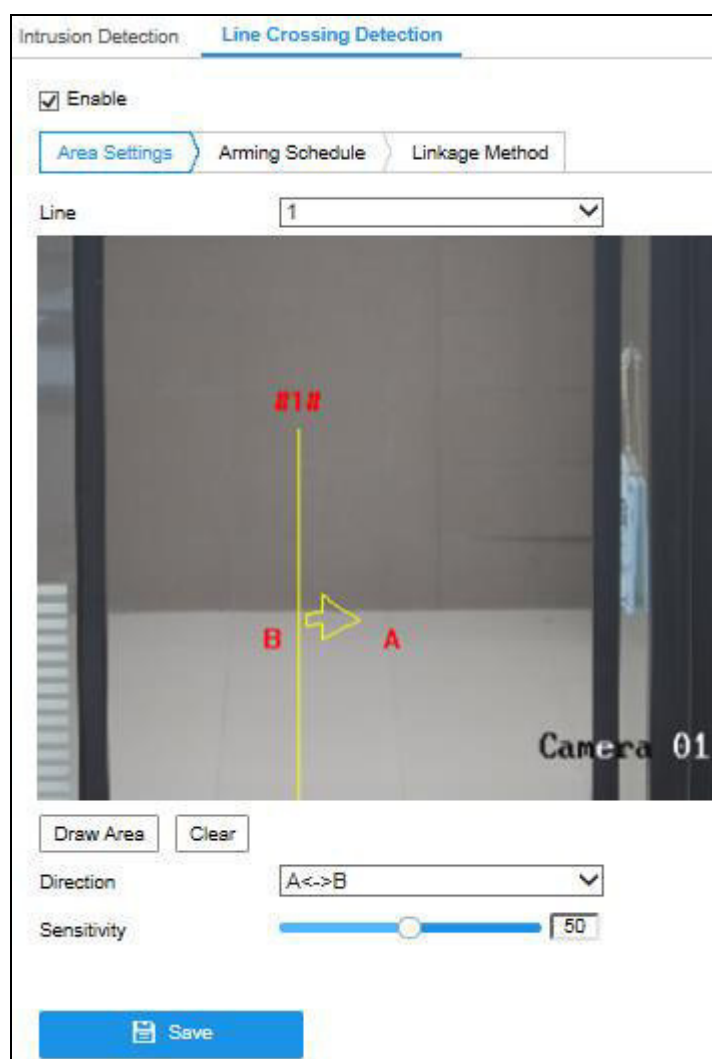 Intrusion Detection Line Crossing Detection
Enable
Area Settings Arming Schedule Linkage Method
Line 1
#1#
B A
Camera 01
Draw Area Clear
Direction A<->B
Sensitivity 50
Save